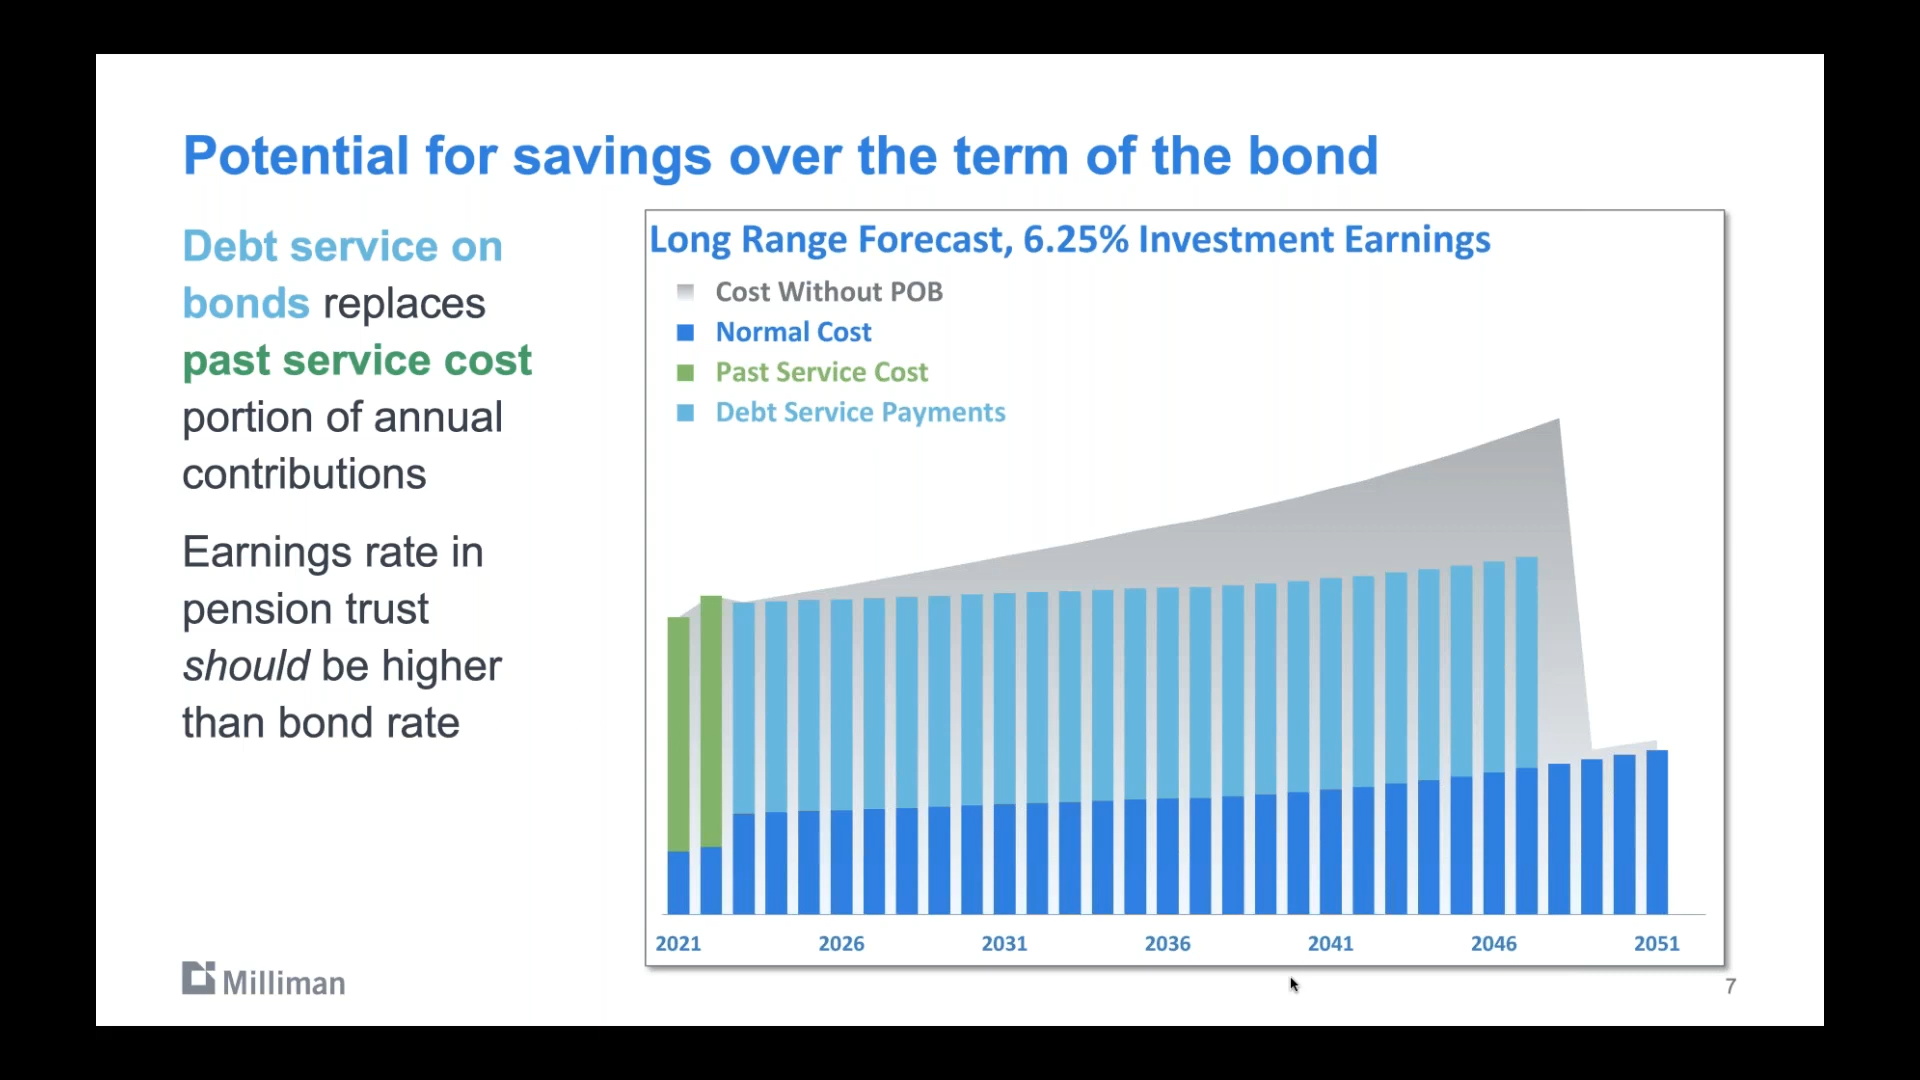 Potential for savings over the term of the bond
Debt service on
bonds replaces
past service cost
portion of annual
contributions
Earnings rate in
pension trust
should be higher
than bond rate
Long Range Forecast, 6.25% Investment Earnings
Cost Without POB
Normal Cost
Past Service Cost
Debt Service Payments
2021 2026 2031 2036 2041 2046 2051
Milliman
7